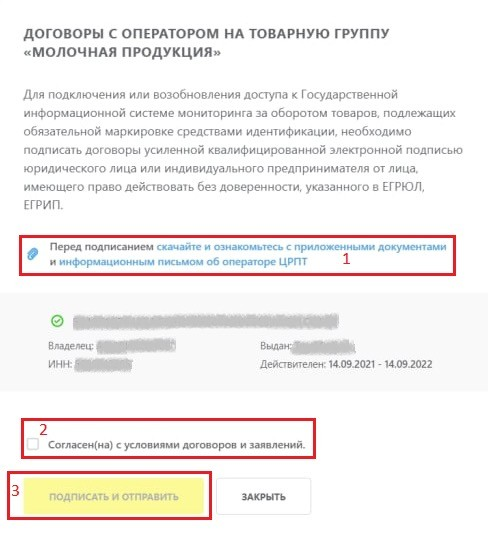 ДОГОВОРЫ С ОПЕРАТОРОМ НА ТОВАРНУЮ ГРУППУ
«МОЛОЧНАЯ ПРОДУКЦИЯ»
Для подключения или возобновления доступа к Государственной
информационной системе мониторинга за оборотом товаров, подлежащих
обязательной маркировке средствами идентификации, необходимо
подписать договоры усиленной квалифицированной электронной подписью
юридического лица или индивидуального предпринимателя от лица,
имеющего право действовать без доверенности, указанного в ЕГРЮЛ,
ЕГРИП.
Перед подписанием скачайте и ознакомьтесь с приложенными документами
и информационным письмом об операторе ЦРПТ 1
Владелец: Выдан:
ИНН: Действителен: 14.09.2021 - 14.09.2022
2
Согласен(на) с условиями договоров и заявлений.
3 ПОДПИСАТЬ И ОТПРАВИТЬ ЗАКРЫТЬ